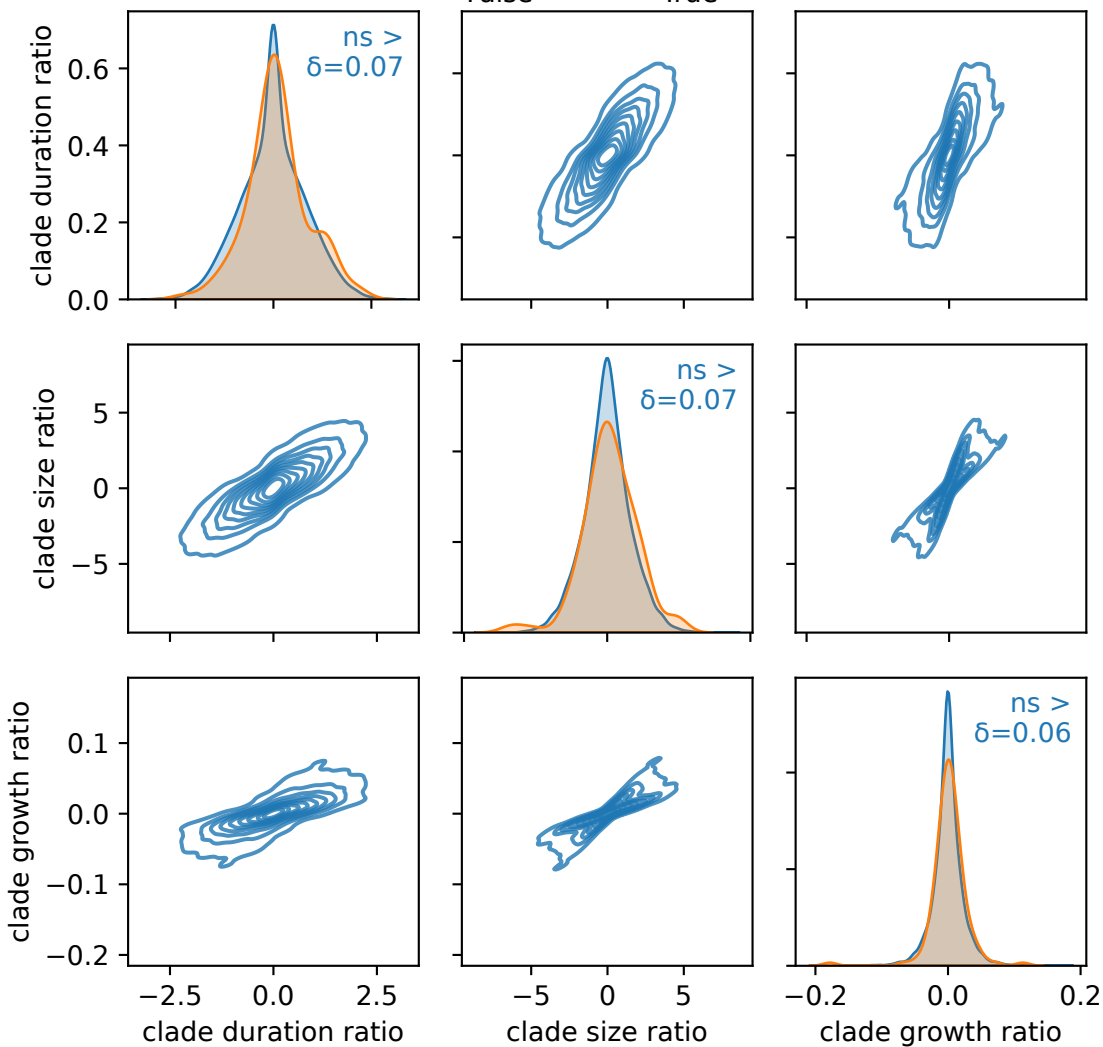 True
clade duration ratio
0.6
0.4
0.2
0.0
ns >
δ=0.07
clade size ratio
5
0
−5
ns >
δ=0.07
clade growth ratio
0.1
0.0
−0.1
−0.2
ns >
δ=0.06
−2.5 0.0 2.5
−5 0 5
−0.2 0.0 0.2
clade duration ratio
clade size ratio
clade growth ratio